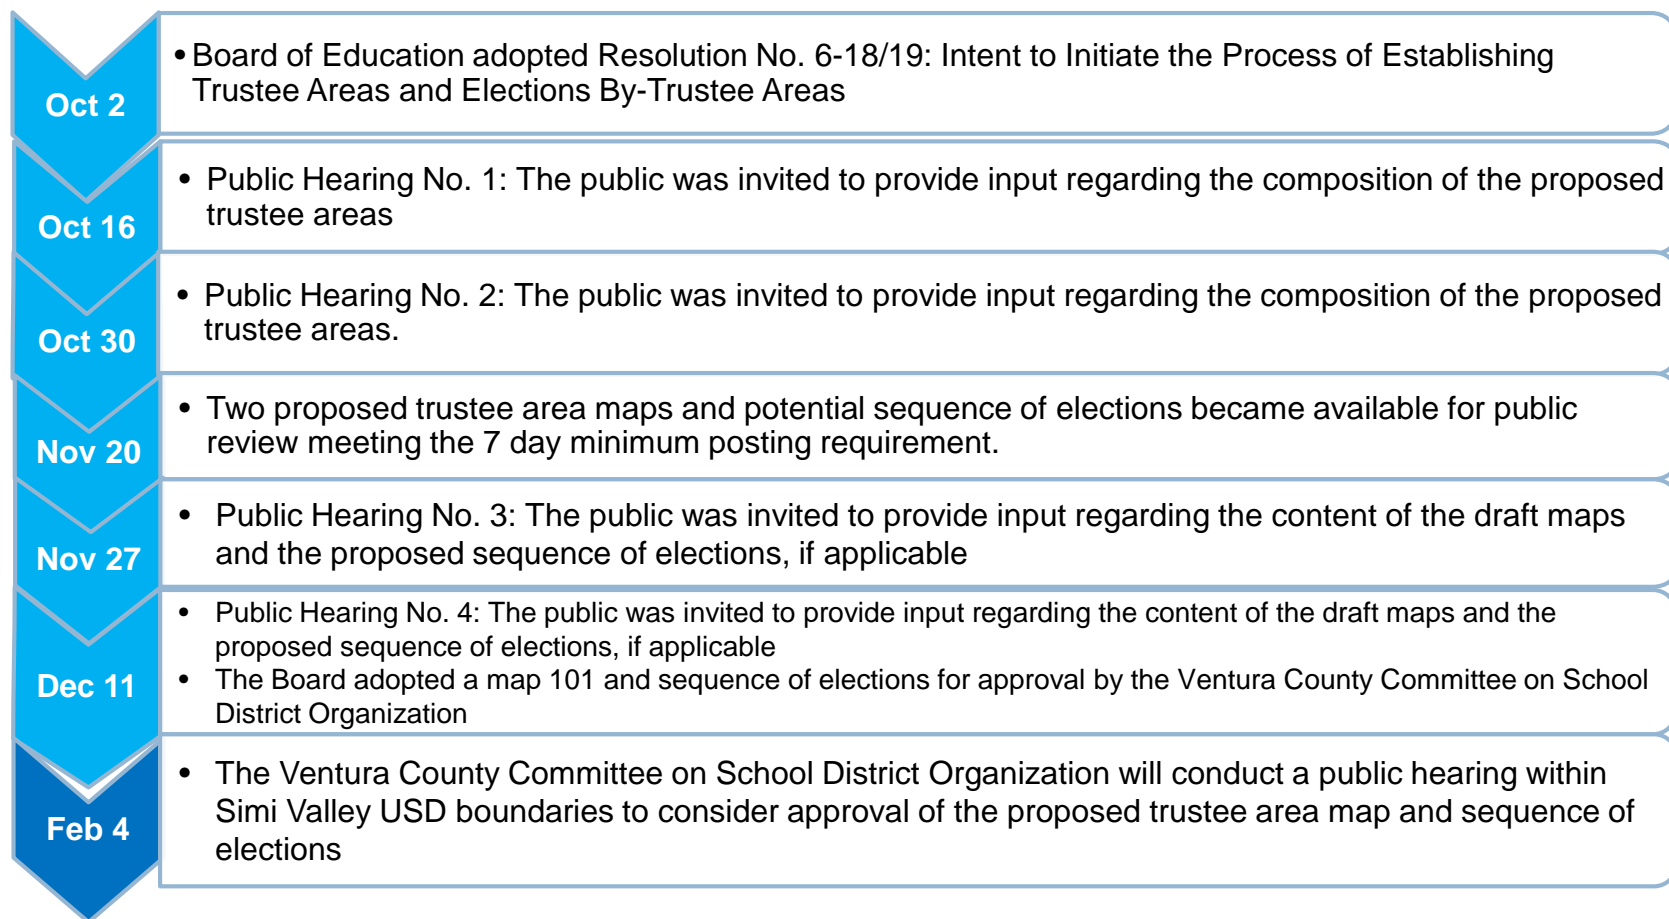 Oct 2
• Board of Education adopted Resolution No. 6-18/19: Intent to Initiate the Process of Establishing
Trustee Areas and Elections By-Trustee Areas
Oct 16
• Public Hearing No. 1: The public was invited to provide input regarding the composition of the proposed
trustee areas
Oct 30
• Public Hearing No. 2: The public was invited to provide input regarding the composition of the proposed
trustee areas.
Nov 20
• Two proposed trustee area maps and potential sequence of elections became available for public
review meeting the 7 day minimum posting requirement.
Nov 27
• Public Hearing No. 3: The public was invited to provide input regarding the content of the draft maps
and the proposed sequence of elections, if applicable
Dec 11
• Public Hearing No. 4: The public was invited to provide input regarding the content of the draft maps and the
proposed sequence of elections, if applicable
• The Board adopted a map 101 and sequence of elections for approval by the Ventura County Committee on School
District Organization
Feb 4
• The Ventura County Committee on School District Organization will conduct a public hearing within
Simi Valley USD boundaries to consider approval of the proposed trustee area map and sequence of
elections